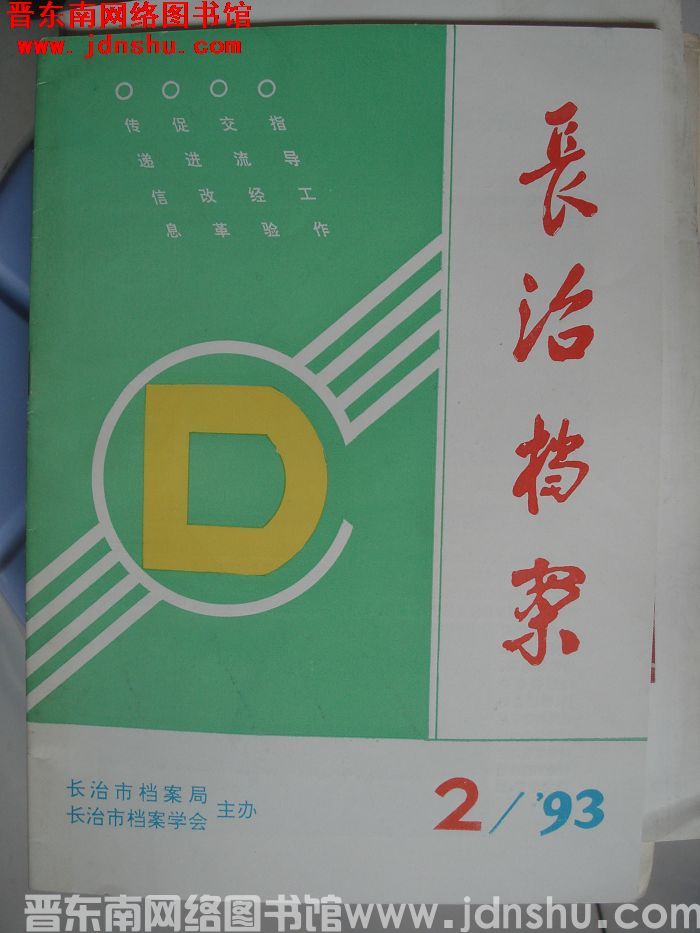 晋东南网络图书馆
www.jdnshu.com
指导工作
交流经验
促进改革
传递信息
長治档案
D
长治市档案局
长治市档案学会
主办
2/'93
晋东南网络图书馆www.jdnshu.com